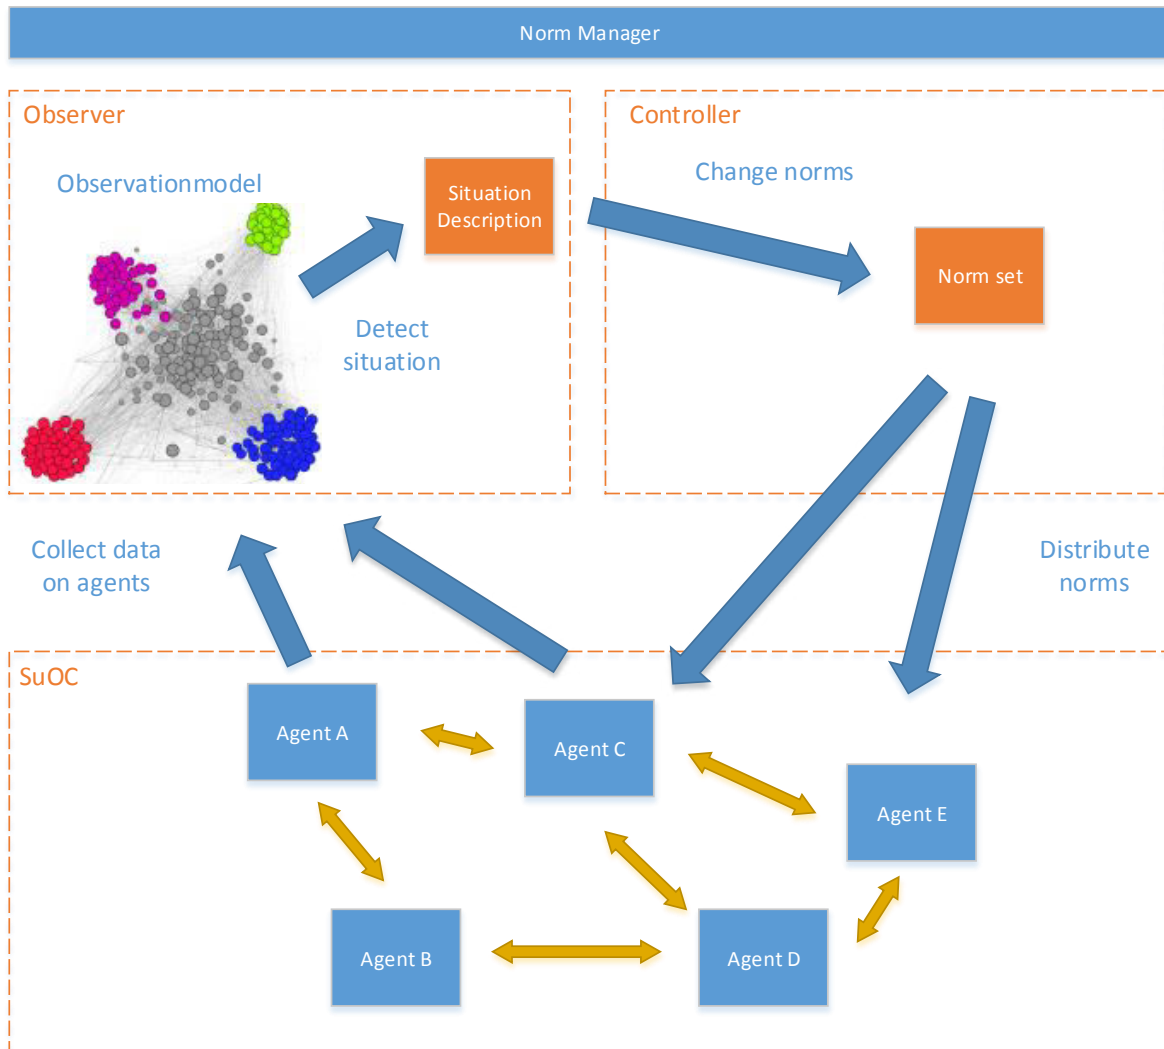 Norm Manager
Observer
Controller
Observationmodel
Situation
Description
Change norms
Norm set
Detect
situation
Collect data
on agents
Distribute
norms
SuOC
Agent A
Agent C
Agent E
Agent B
Agent D